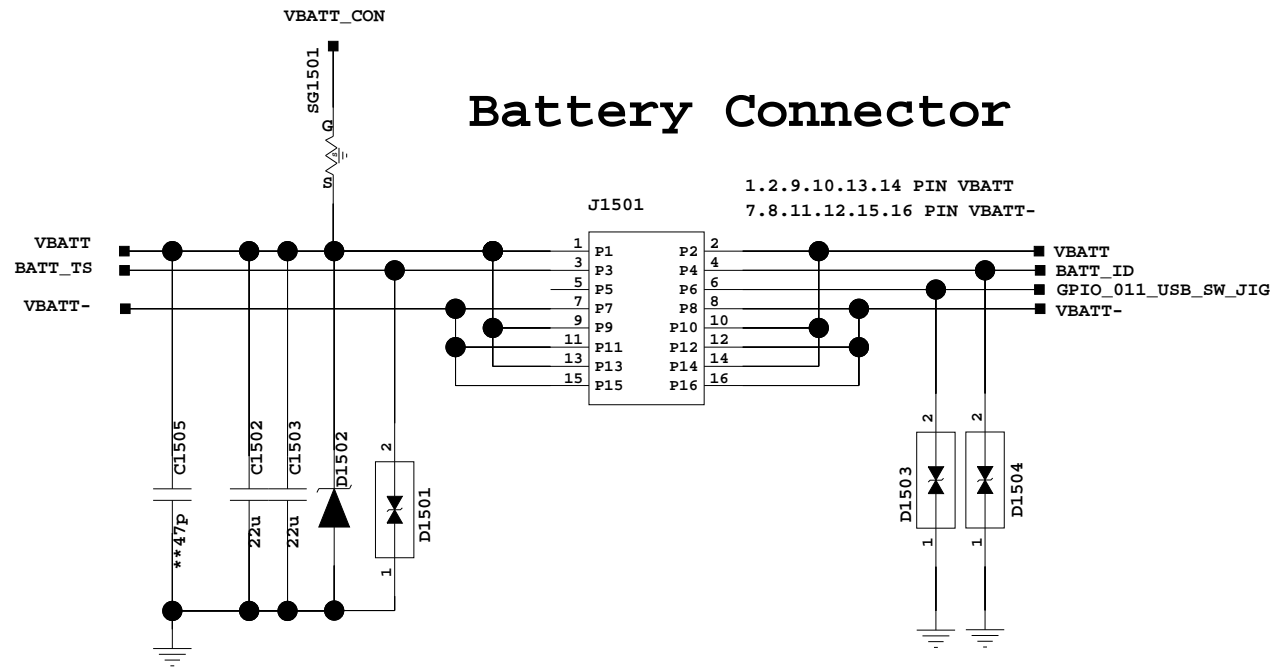 VBATT_CON
SG1501
G
S
S
Battery Connector
1.2.9.10.13.14 PIN VBATT
7.8.11.12.15.16 PIN VBATT-
J1501
VBATT
BATT_TS
VBATT-
1 P1 P2 2
3 P3 P4 4
5 P5 P6 6
7 P7 P8 8
9 P9 P10 10
11 P11 P12 12
13 P13 P14 14
15 P15 P16 16
VBATT
BATT_ID
GPIO_011_USB_SW_JIG
VBATT-
C1505
**47p
C1502
22u
C1503
22u
D1502
2
D1501
1
2
D1503
1
2
D1504
1